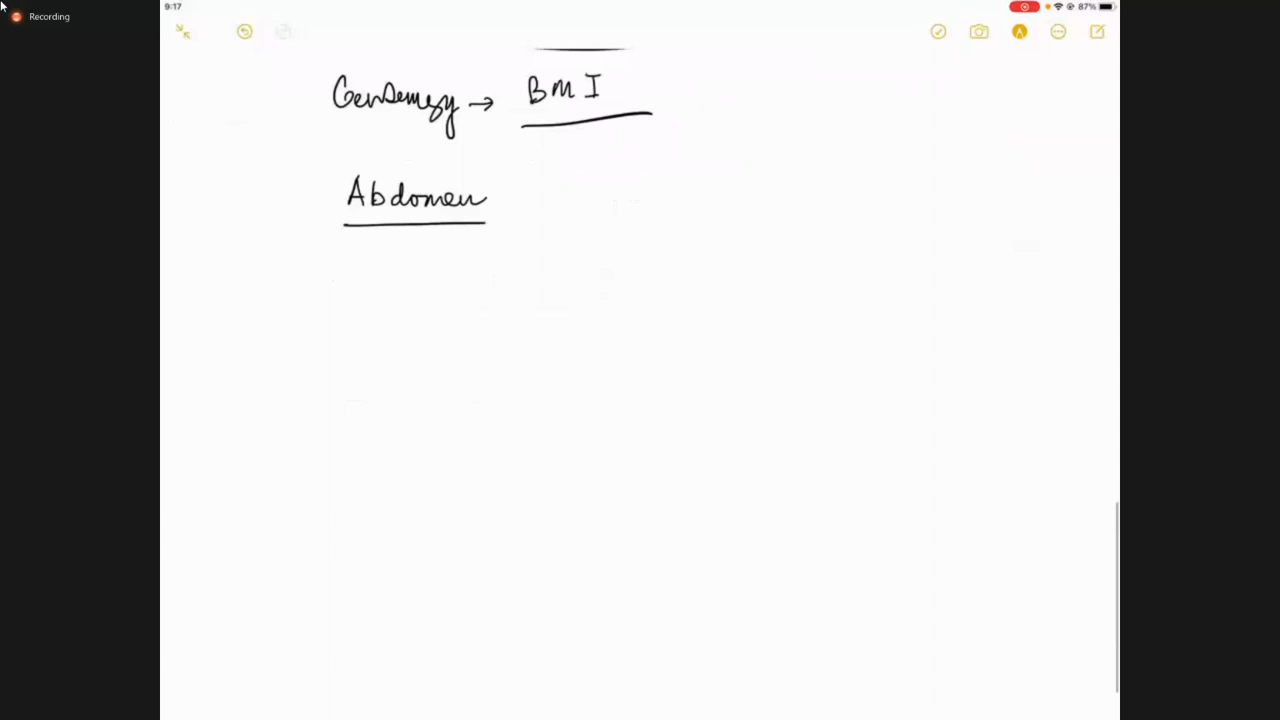 9:17
Recording
87%
→ BMI
Abdomen